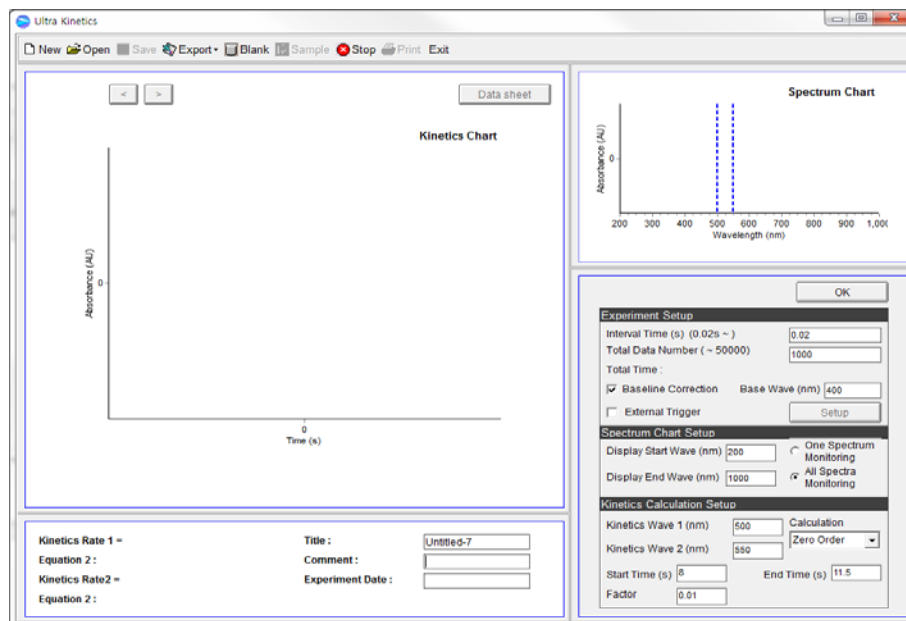 Ultra Kinetics
New Open Save Export Blank Sample Stop Print Exit
< > Data sheet
Kinetics Chart
Absorbance (AU)
0
0
Time (s)
Spectrum Chart
Absorbance (AU)
0
200 300 400 500 600 700 800 900 1,000
Wavelength (nm)
OK
Experiment Setup
Interval Time (s) (0.02s ~ ) 0.02
Total Data Number ( ~ 50000) 1000
Total Time :
Baseline Correction Base Wave (nm) 400
External Trigger Setup
Spectrum Chart Setup
Display Start Wave (nm) 200 One Spectrum Monitoring
Display End Wave (nm) 1000 All Spectra Monitoring
Kinetics Calculation Setup
Kinetics Wave 1 (nm) 500 Calculation
Kinetics Wave 2 (nm) 550 Zero Order
Start Time (s) 8 End Time (s) 11.5
Factor 0.01
Kinetics Rate 1 = Title : Untitled-7
Equation 2 : Comment :
Kinetics Rate2 = Experiment Date :
Equation 2 :